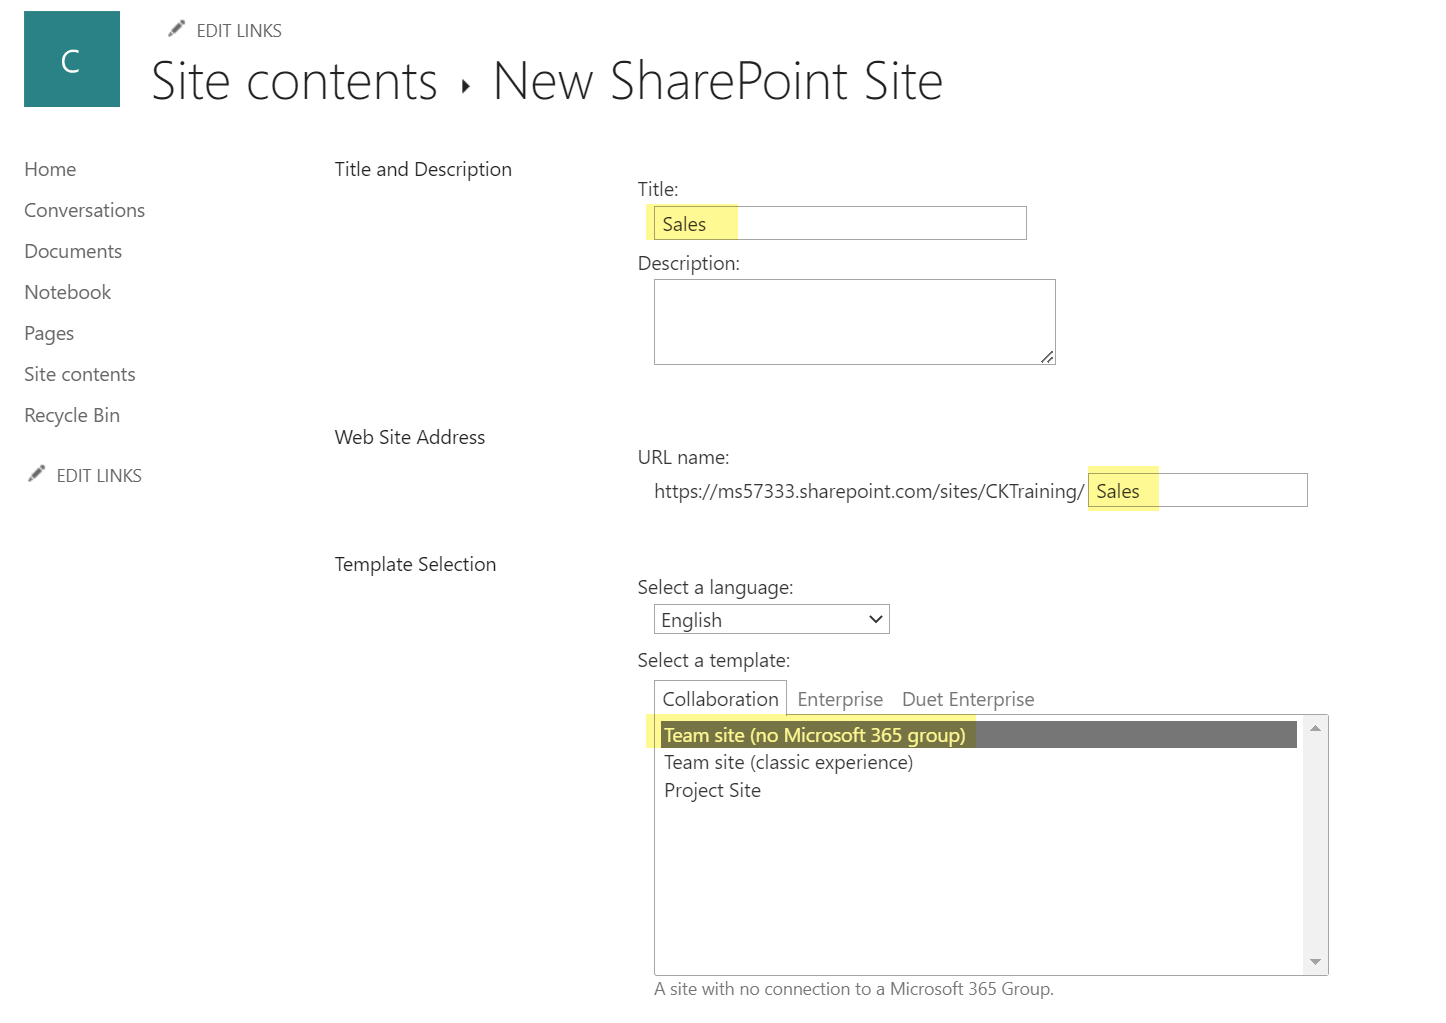 C
EDIT LINKS
Site contents ▸ New SharePoint Site
Home
Conversations
Documents
Notebook
Pages
Site contents
Recycle Bin
EDIT LINKS
Title and Description
Title:
Sales
Description:
Web Site Address
URL name:
https://ms57333.sharepoint.com/sites/CKTraining/ Sales
Template Selection
Select a language:
English
Select a template:
Collaboration Enterprise Duet Enterprise
Team site (no Microsoft 365 group)
Team site (classic experience)
Project Site
A site with no connection to a Microsoft 365 Group.